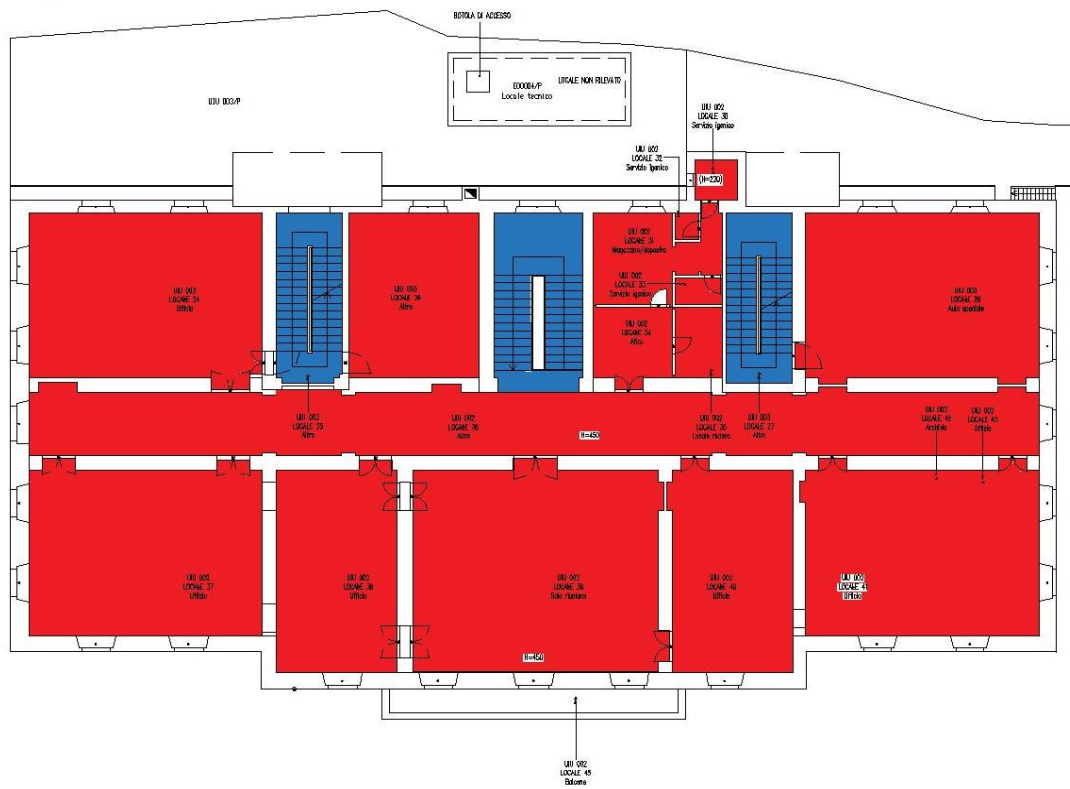 BOTOLA DI ACCESSO
E00004/P
Locale tecnico
LOCALE NON RILEVATO
UIU 003/P
UIU 002
LOCALE 30
Servizio igenico
UIU 002
LOCALE 32
Servizio igenico
(H=220)
UIU 003
LOCALE 24
Ufficio
UIU 003
LOCALE 26
Altro
UIU 002
LOCALE 31
Magazzino/deposito
UIU 002
LOCALE 33
Servizio igenico
UIU 002
LOCALE 34
Altro
UIU 003
LOCALE 28
Aula speciale
UIU 003
LOCALE 25
Altro
UIU 002
LOCALE 36
Altro
H=450
UIU 002
LOCALE 35
Locale ristoro
UIU 003
LOCALE 27
Altro
UIU 002
LOCALE 42
Archivio
UIU 002
LOCALE 43
Ufficio
UIU 002
LOCALE 37
Ufficio
UIU 002
LOCALE 38
Ufficio
UIU 002
LOCALE 39
Sala riunione
UIU 002
LOCALE 40
Ufficio
UIU 002
LOCALE 41
Ufficio
H=450
UIU 002
LOCALE 45
Balcone